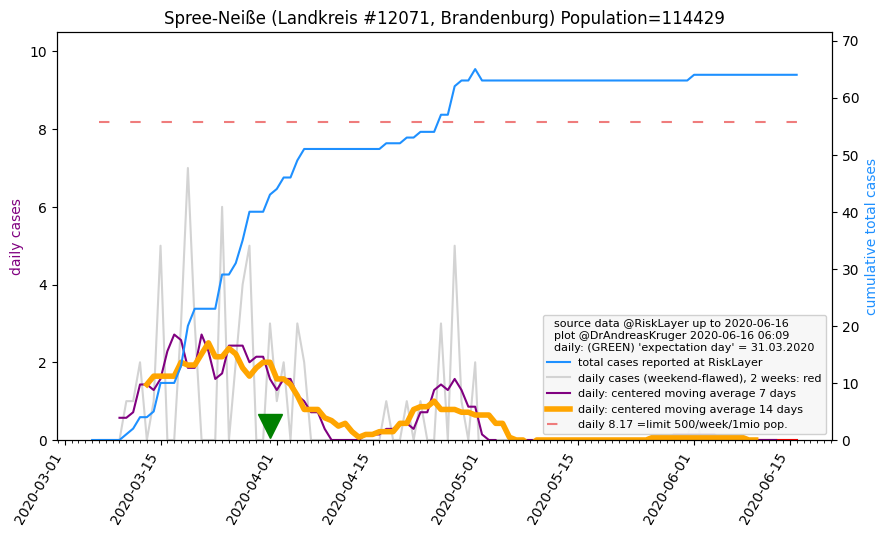 Spree-Neiße (Landkreis #12071, Brandenburg) Population=114429
daily cases
10
8
6
4
2
0
70
60
50
40
30
20
10
0
cumulative total cases
source data @RiskLayer up to 2020-06-16
plot @DrAndreasKruger 2020-06-16 06:09
daily: (GREEN) 'expectation day' = 31.03.2020
total cases reported at RiskLayer
daily cases (weekend-flawed), 2 weeks: red
daily: centered moving average 7 days
daily: centered moving average 14 days
daily 8.17 =limit 500/week/1mio pop.
2020-03-01
2020-03-15
2020-04-01
2020-04-15
2020-05-01
2020-05-15
2020-06-01
2020-06-15